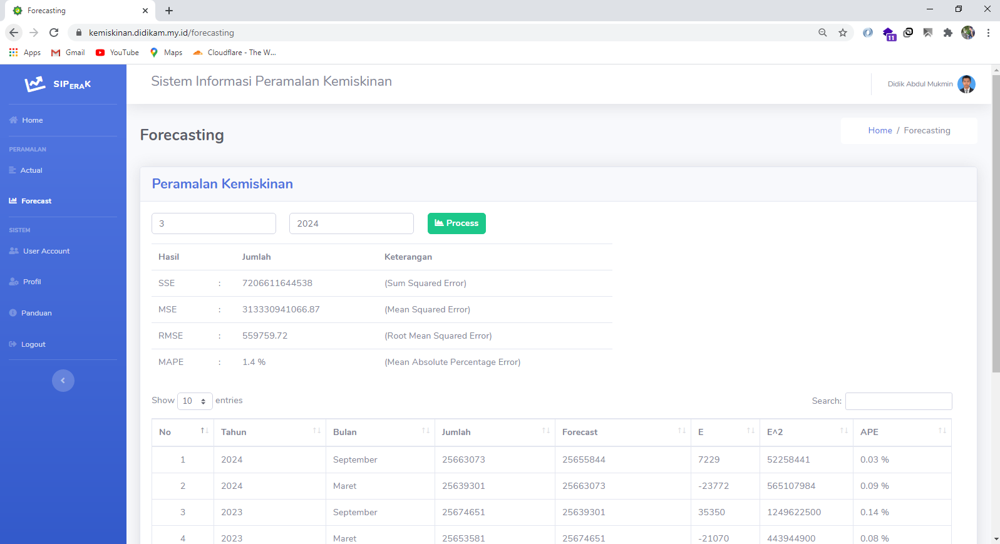 Forecasting
kemiskinan.didikam.my.id/forecasting
11
Apps Gmail YouTube Maps Cloudflare - The W...
SIPERAK
Sistem Informasi Peramalan Kemiskinan
Didik Abdul Mukmin
Home
PERAMALAN
Actual
Forecast
SISTEM
User Account
Profil
Panduan
Logout
Forecasting
Home / Forecasting
Peramalan Kemiskinan
3 2024 Process
Hasil Jumlah Keterangan
SSE : 7206611644538 (Sum Squared Error)
MSE : 313330941066.87 (Mean Squared Error)
RMSE : 559759.72 (Root Mean Squared Error)
MAPE : 1.4 % (Mean Absolute Percentage Error)
Show 10 entries Search:
No Tahun Bulan Jumlah Forecast E E^2 APE
1 2024 September 25663073 25655844 7229 52258441 0.03 %
2 2024 Maret 25639301 25663073 -23772 565107984 0.09 %
3 2023 September 25674651 25639301 35350 1249622500 0.14 %
4 2023 Maret 25653581 25674651 -21070 443944900 0.08 %